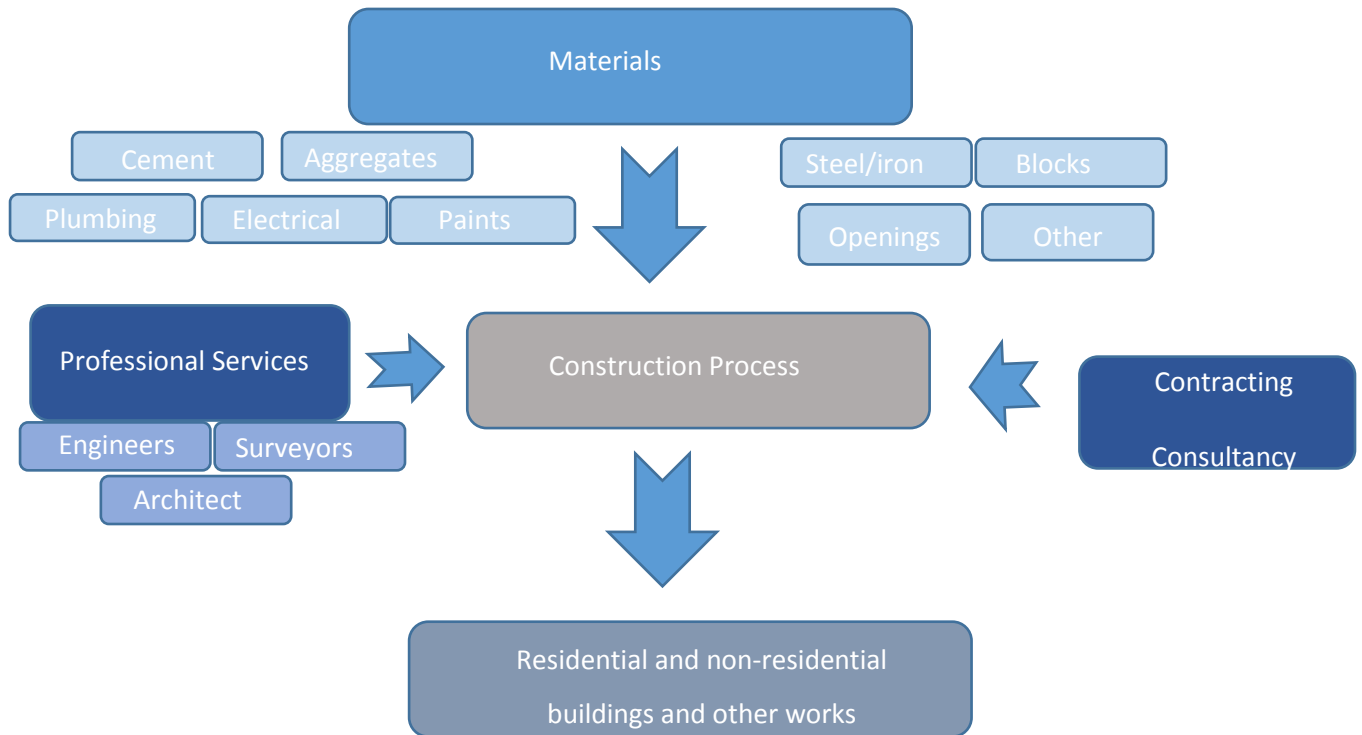 Materials
Cement
Aggregates
Steel/iron
Blocks
Plumbing
Electrical
Paints
Openings
Other
Professional Services
Construction Process
Contracting
Consultancy
Engineers
Surveyors
Architect
Residential and non-residential
buildings and other works